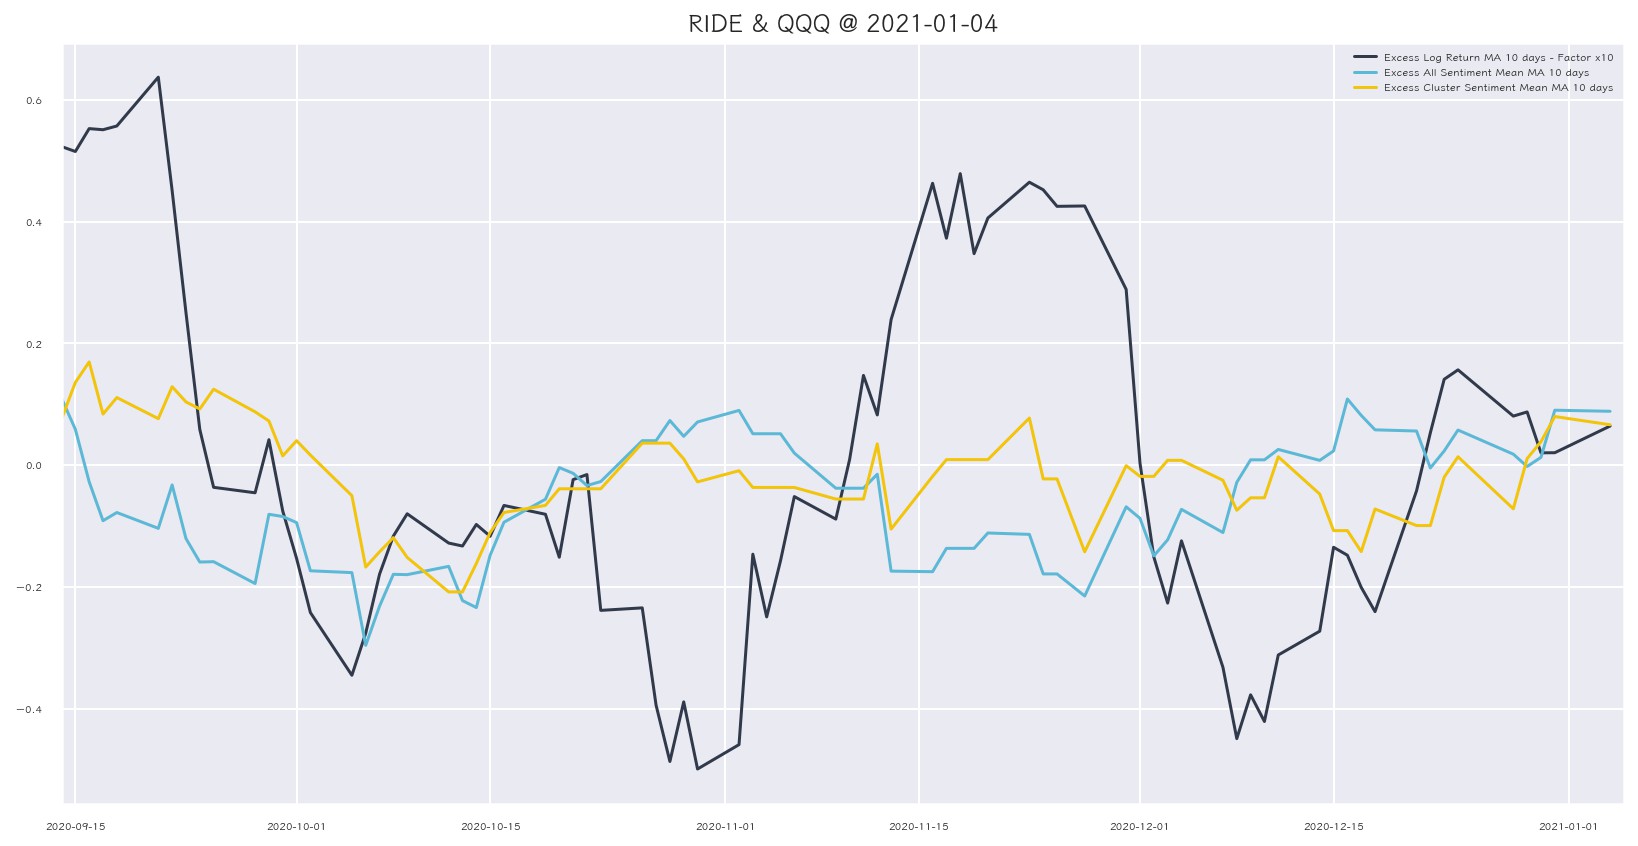 RIDE & QQQ @ 2021-01-04
Excess Log Return MA 10 days - Factor x10
Excess All Sentiment Mean MA 10 days
Excess Cluster Sentiment Mean MA 10 days
0.6
0.4
0.2
0.0
−0.2
−0.4
2020-09-15 2020-10-01 2020-10-15 2020-11-01 2020-11-15 2020-12-01 2020-12-15 2021-01-01